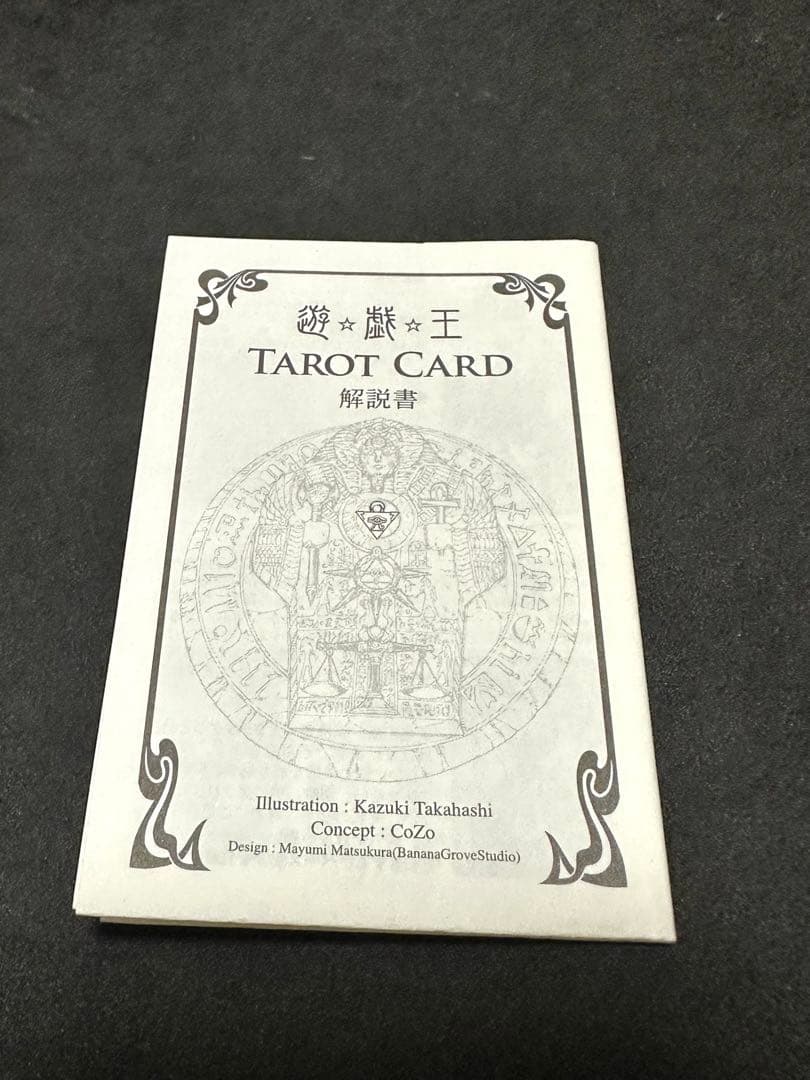 遊☆戯☆王
TAROT CARD
解説書
Illustration : Kazuki Takahashi
Concept : CoZo
Design : Mayumi Matsukura(BananaGroveStudio)